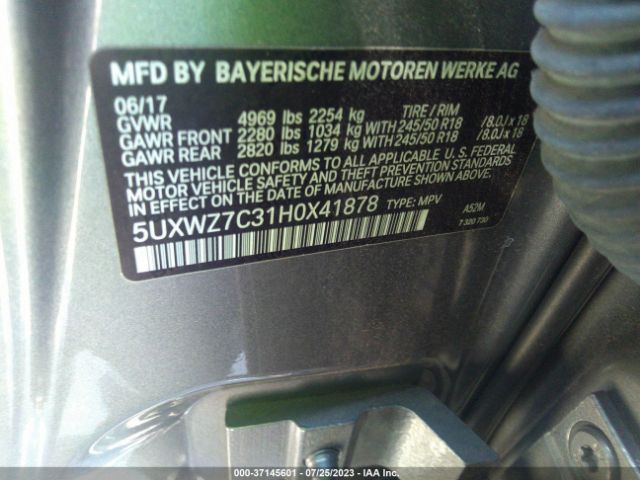 MFD BY BAYERISCHE MOTOREN WERKE AG
06/17
GVWR 4969 lbs 2254 kg TIRE / RIM
GAWR FRONT 2280 lbs 1034 kg WITH 245/50 R18 / 8.0J x 18
GAWR REAR 2820 lbs 1279 kg WITH 245/50 R18 / 8.0J x 18
THIS VEHICLE CONFORMS TO ALL APPLICABLE U.S. FEDERAL
MOTOR VEHICLE SAFETY AND THEFT PREVENTION STANDARDS
IN EFFECT ON THE DATE OF MANUFACTURE SHOWN ABOVE.
5UXWZ7C31H0X41878 TYPE: MPV A52M
7 320 730
000-37145601 - 07/25/2023 - IAA Inc.